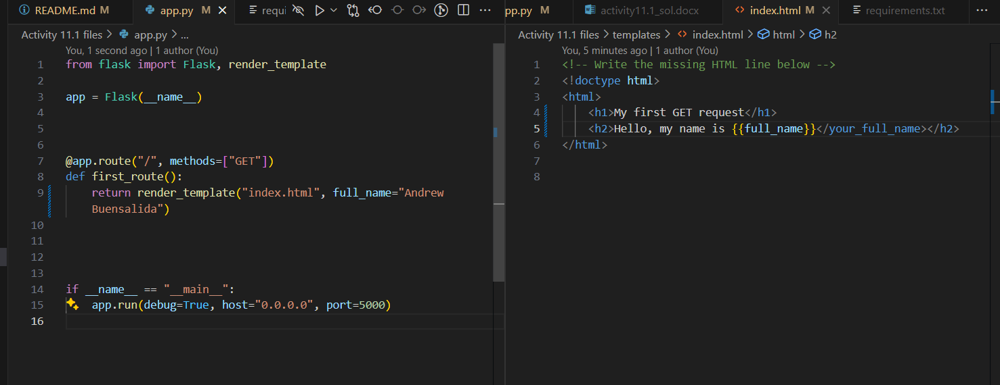 README.md M app.py M requi
Activity 11.1 files > app.py > ...
You, 1 second ago | 1 author (You)
1 from flask import Flask, render_template
2
3 app = Flask(__name__)
4
5
6
7 @app.route("/", methods=["GET"])
8 def first_route():
9 return render_template("index.html", full_name="Andrew
Buensalida")
10
11
12
13
14 if __name__ == "__main__":
15 app.run(debug=True, host="0.0.0.0", port=5000)
16
pp.py M activity11.1_sol.docx index.html M requirements.txt
Activity 11.1 files > templates > index.html > html > h2
You, 5 minutes ago | 1 author (You)
1 <!-- Write the missing HTML line below -->
2 <!doctype html>
3 <html>
4 <h1>My first GET request</h1>
5 <h2>Hello, my name is {{full_name}}</your_full_name></h2>
6 </html>
7
8